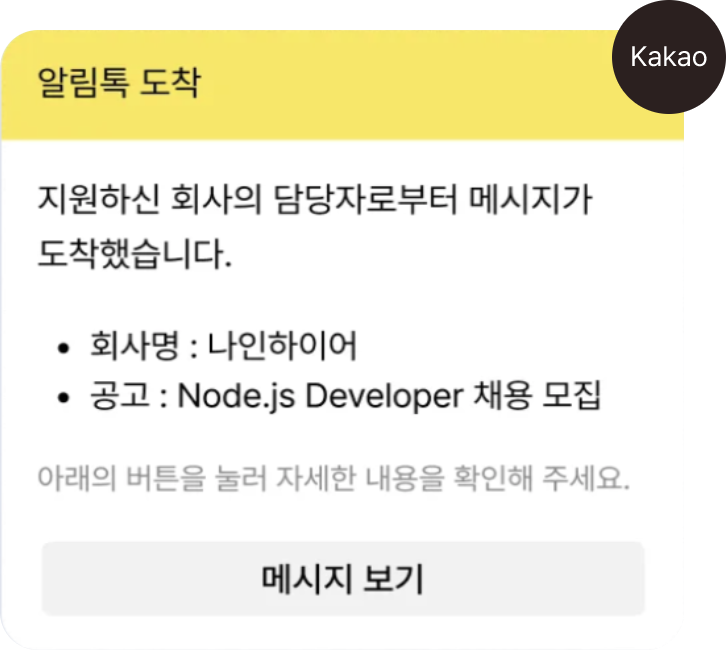 Kakao
알림톡 도착
지원하신 회사의 담당자로부터 메시지가
도착했습니다.
• 회사명 : 나인하이어
• 공고 : Node.js Developer 채용 모집
아래의 버튼을 눌러 자세한 내용을 확인해 주세요.
메시지 보기